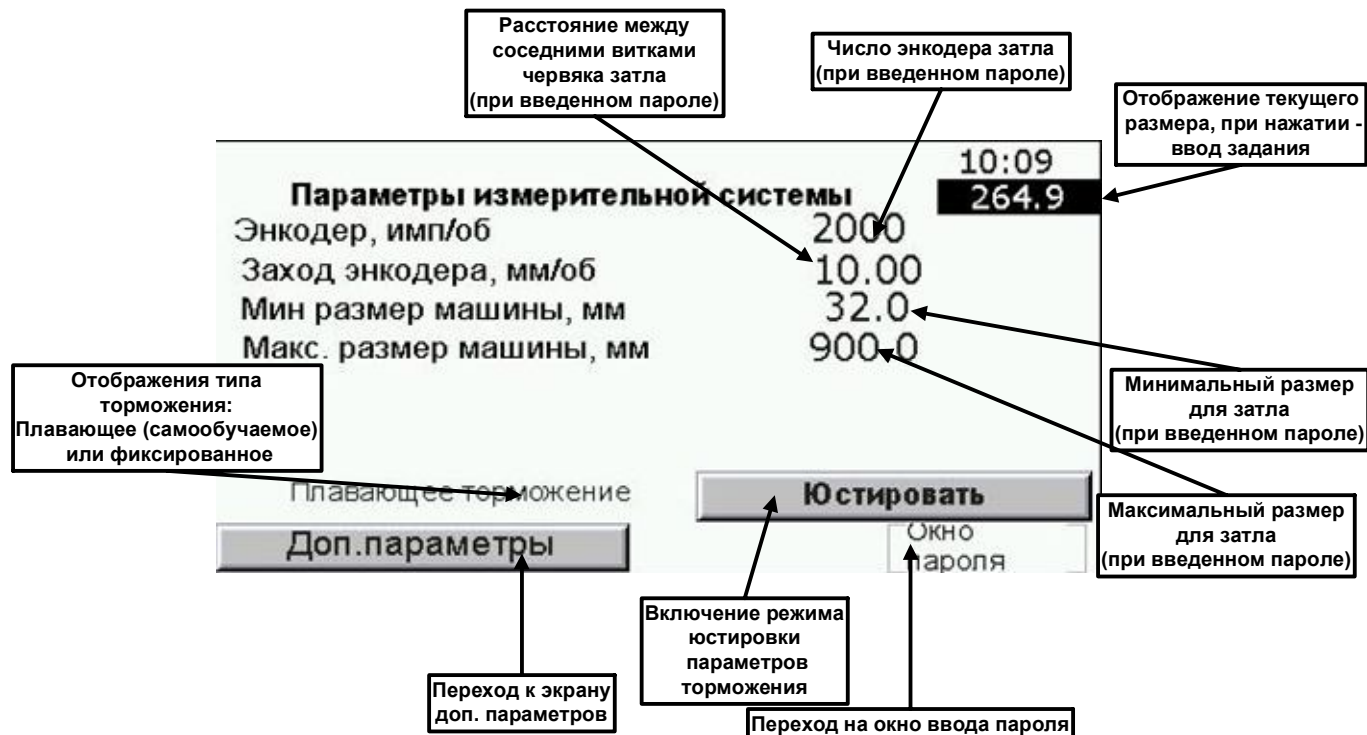 Расстояние между
соседними витками
червяка затла
(при введенном пароле)
Число энкодера затла
(при введенном пароле)
Отображение текущего
размера, при нажатии -
ввод задания
10:09
Параметры измерительной системы
264.9
Энкодер, имп/об
2000
Заход энкодера, мм/об
10.00
Мин размер машины, мм
32.0
Макс. размер машины, мм
900.0
Отображения типа
торможения:
Плавающее (самообучаемое)
или фиксированное
Минимальный размер
для затла
(при введенном пароле)
Плавающее торможение
Юстировать
Максимальный размер
для затла
(при введенном пароле)
Доп.параметры
Окно
пароля
Включение режима
юстировки
параметров
торможения
Переход к экрану
доп. параметров
Переход на окно ввода пароля